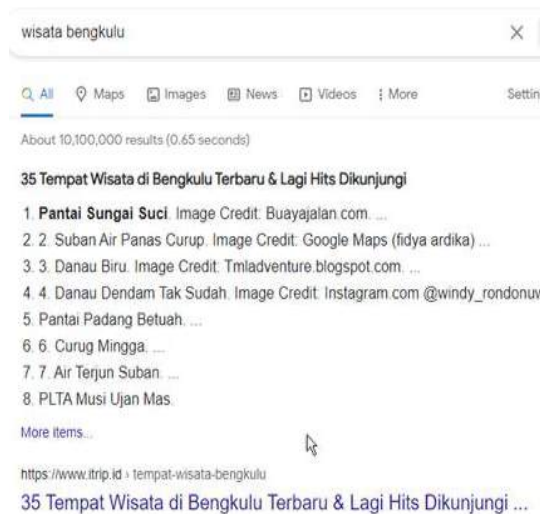 wisata bengkulu
All Maps Images News Videos More Settin
About 10,100,000 results (0.65 seconds)
35 Tempat Wisata di Bengkulu Terbaru & Lagi Hits Dikunjungi
1. Pantai Sungai Suci. Image Credit: Buayajalan.com. ...
2. 2. Suban Air Panas Curup. Image Credit: Google Maps (fidya ardika) ...
3. 3. Danau Biru. Image Credit: Tmladventure.blogspot.com. ...
4. 4. Danau Dendam Tak Sudah. Image Credit: Instagram.com @windy_rondonuw
5. Pantai Padang Betuah. ...
6. 6. Curug Mingga. ...
7. 7. Air Terjun Suban. ...
8. PLTA Musi Ujan Mas.
More items...
https://www.itrip.id › tempat-wisata-bengkulu
35 Tempat Wisata di Bengkulu Terbaru & Lagi Hits Dikunjungi ...